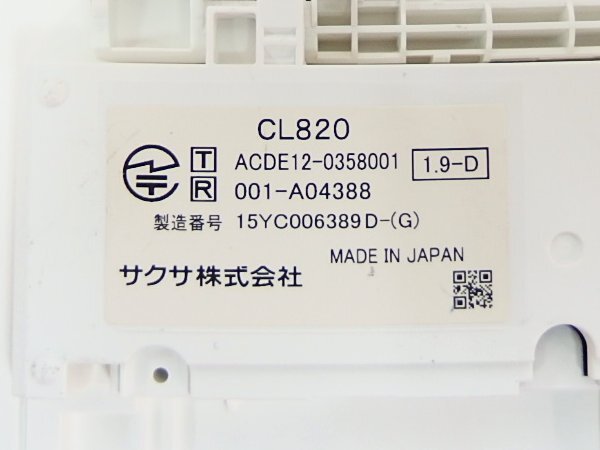 CL820
T ACDE12-0358001 1.9-D
R 001-A04388
製造番号 15YC006389D-(G)
MADE IN JAPAN
サクサ株式会社